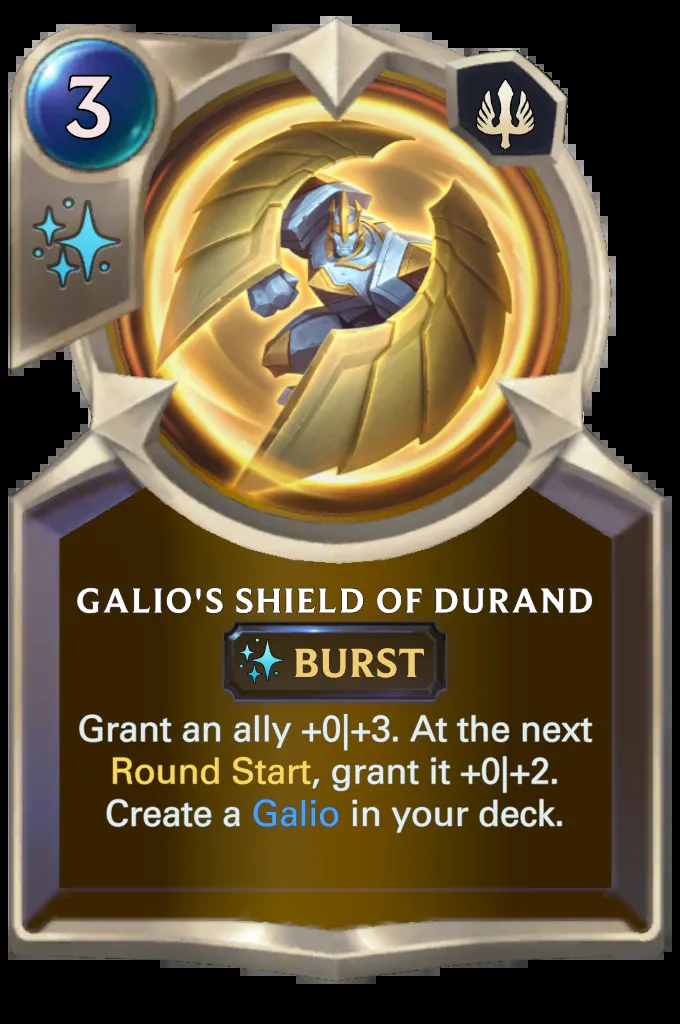 3
GALIO'S SHIELD OF DURAND
BURST
Grant an ally +0|+3. At the next
Round Start, grant it +0|+2.
Create a Galio in your deck.